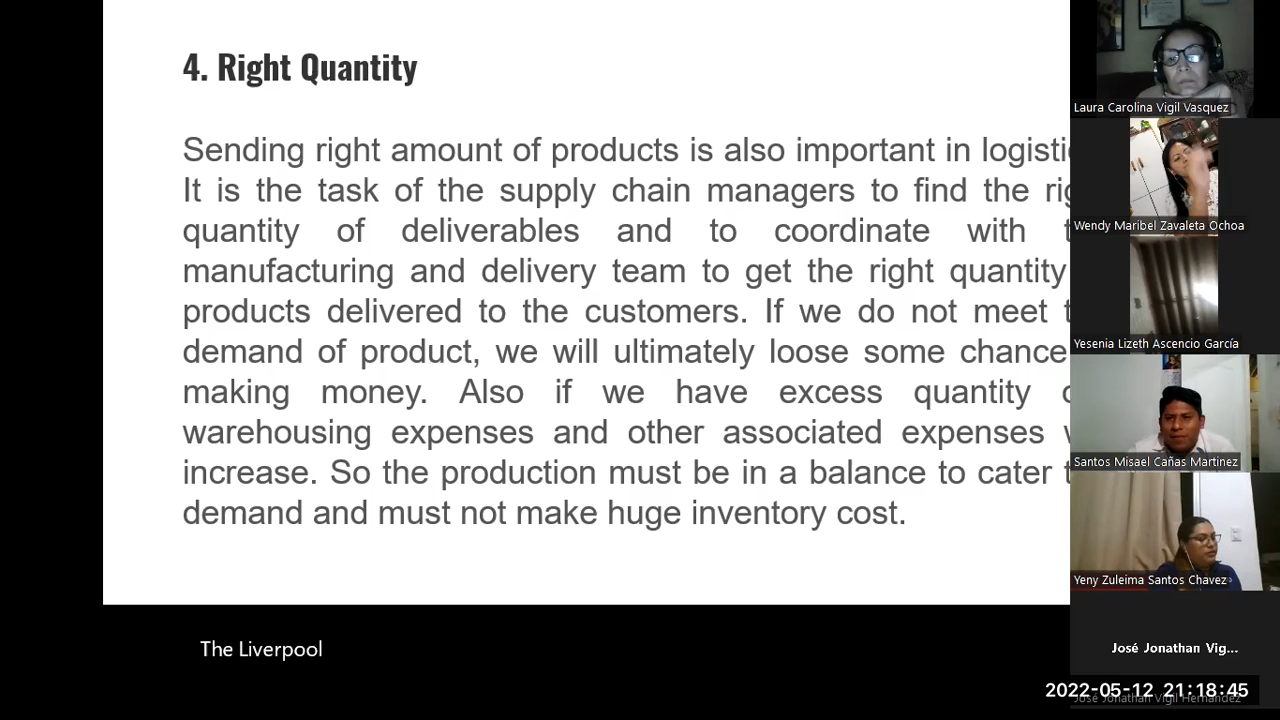 4. Right Quantity
Sending right amount of products is also important in logisti
It is the task of the supply chain managers to find the rig
quantity of deliverables and to coordinate with t
manufacturing and delivery team to get the right quantity
products delivered to the customers. If we do not meet t
demand of product, we will ultimately loose some chance
making money. Also if we have excess quantity o
warehousing expenses and other associated expenses w
increase. So the production must be in a balance to cater t
demand and must not make huge inventory cost.
The Liverpool
Laura Carolina Vigil Vasquez
Wendy Maribel Zavaleta Ochoa
Yesenia Lizeth Ascencio García
Santos Misael Cañas Martinez
Yeny Zuleima Santos Chavez
José Jonathan Vig...
José Jonathan Vigil Hernandez
2022-05-12 21:18:45